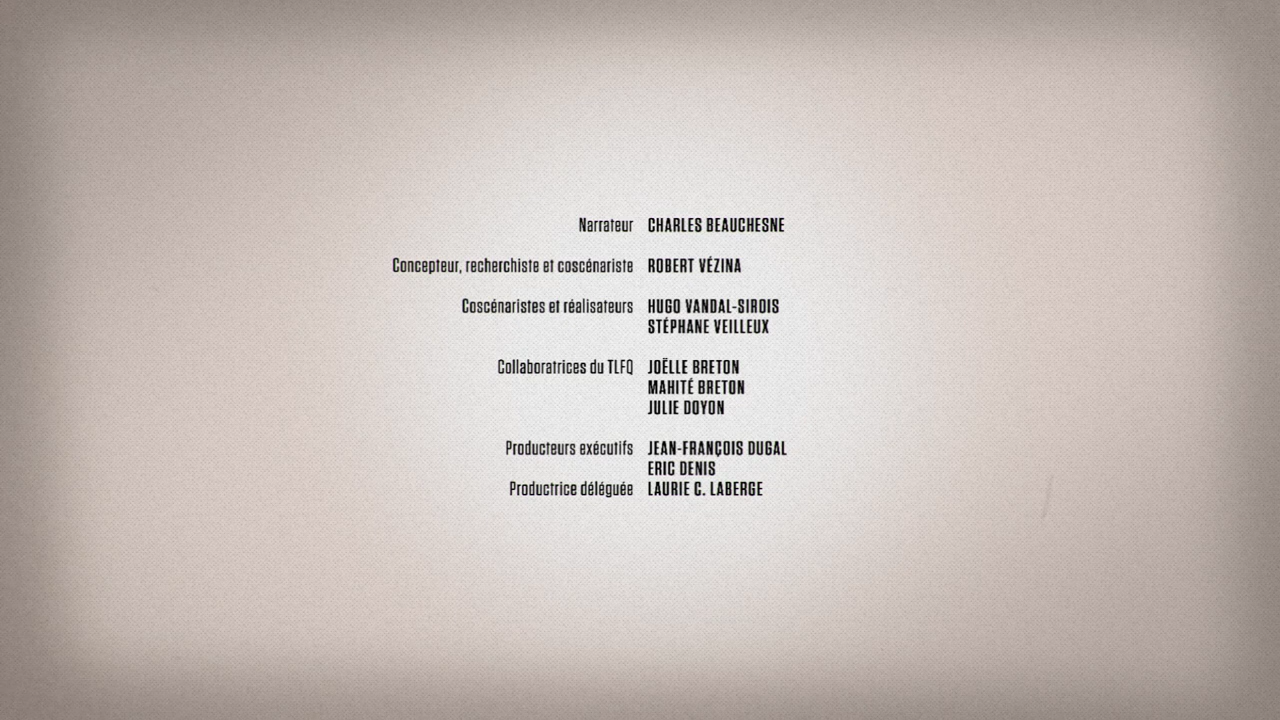 Narrateur CHARLES BEAUCHESNE
Concepteur, recherchiste et coscénariste ROBERT VÉZINA
Coscénaristes et réalisateurs HUGO VANDAL-SIROIS
STÉPHANE VEILLEUX
Collaboratrices du TLFQ JOËLLE BRETON
MAHITÉ BRETON
JULIE DOYON
Producteurs exécutifs JEAN-FRANÇOIS DUGAL
ERIC DENIS
Productrice déléguée LAURIE C. LABERGE